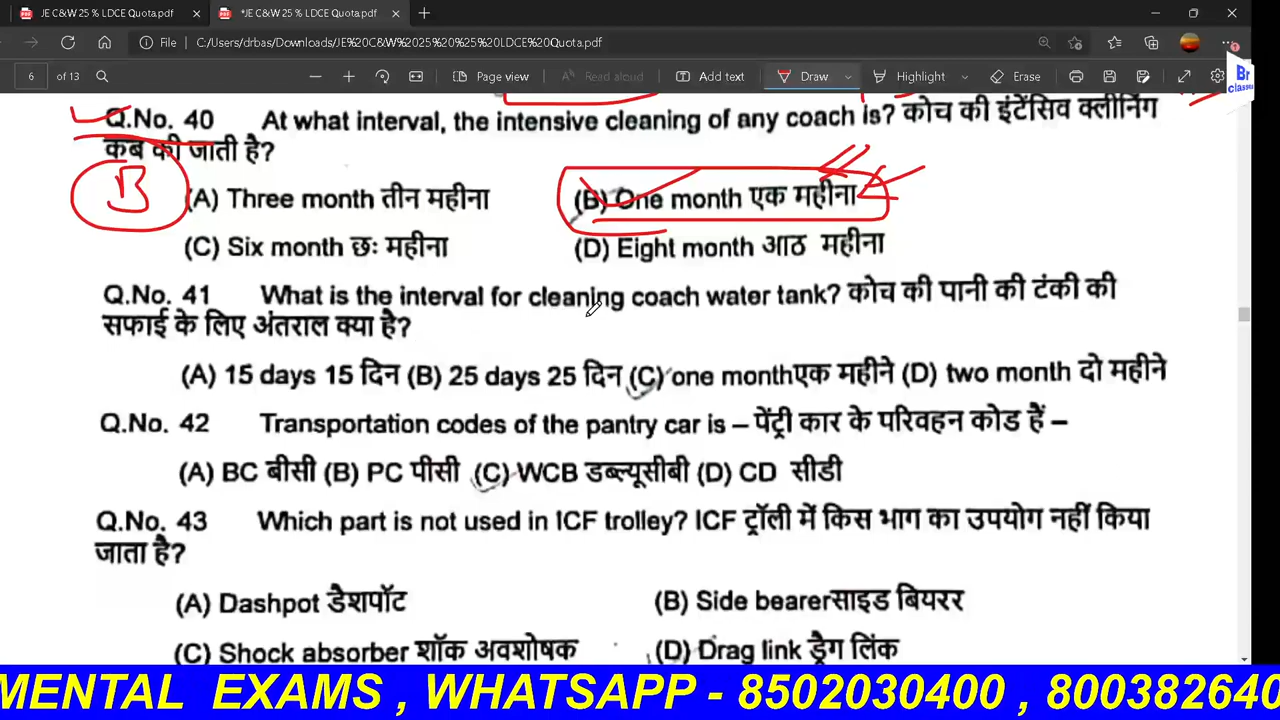 JE C&W 25 % LDCE Quota.pdf
*JE C&W 25 % LDCE Quota.pdf
File C:/Users/drbas/Downloads/JE%20C&W%2025%20%25%20LDCE%20Quota.pdf
6 of 13 Page view Read aloud Add text Draw Highlight Erase
Br
classes
Q.No. 40 At what interval, the intensive cleaning of any coach is? कोच की इंटेंसिव क्लीनिंग
कब की जाती है?
B
(A) Three month तीन महीना (B) One month एक महीना
(C) Six month छः महीना (D) Eight month आठ महीना
Q.No. 41 What is the interval for cleaning coach water tank? कोच की पानी की टंकी की
सफाई के लिए अंतराल क्या है?
(A) 15 days 15 दिन (B) 25 days 25 दिन (C) one monthएक महीने (D) two month दो महीने
Q.No. 42 Transportation codes of the pantry car is – पेंट्री कार के परिवहन कोड हैं –
(A) BC बीसी (B) PC पीसी (C) WCB डब्ल्यूसीबी (D) CD सीडी
Q.No. 43 Which part is not used in ICF trolley? ICF ट्रॉली में किस भाग का उपयोग नहीं किया
जाता है?
(A) Dashpot डैशपॉट (B) Side bearerसाइड बियरर
(C) Shock absorber शॉक अवशोषक (D) Drag link ड्रैग लिंक
MENTAL EXAMS , WHATSAPP - 8502030400 , 800382640